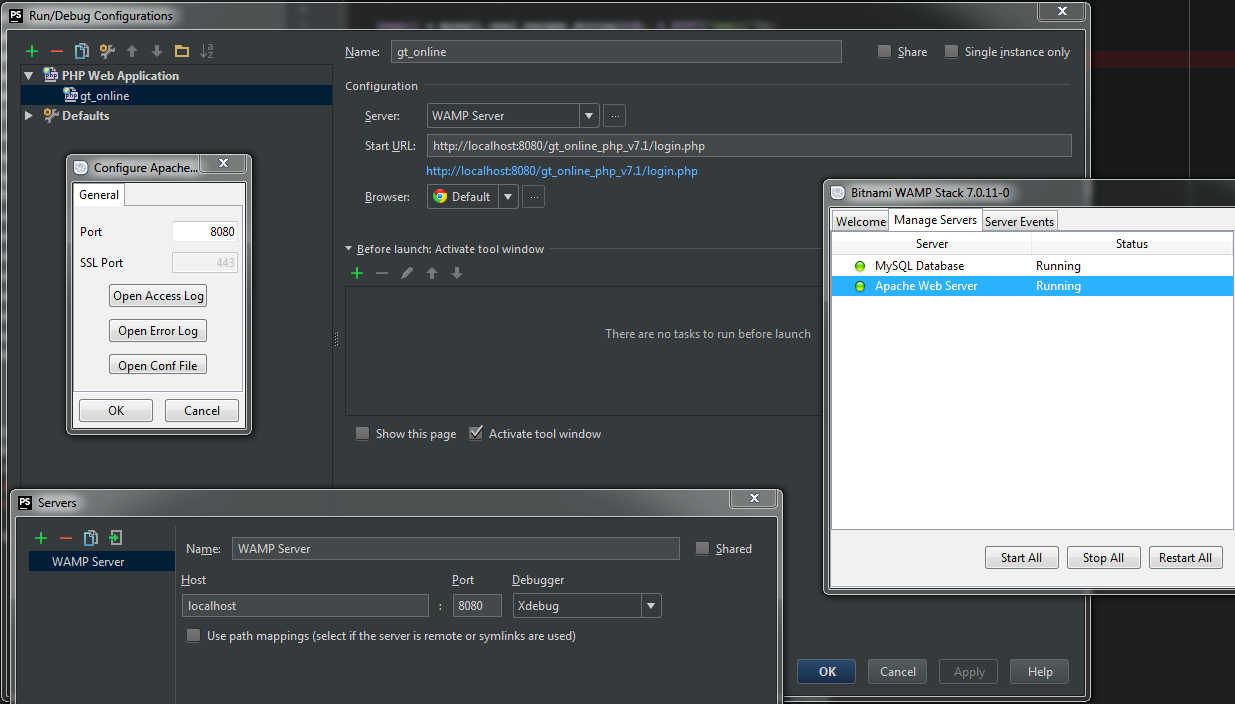 PS Run/Debug Configurations
PHP Web Application
gt_online
Defaults
Name: gt_online
Share
Single instance only
Configuration
Server: WAMP Server ...
Start URL: http://localhost:8080/gt_online_php_v7.1/login.php
http://localhost:8080/gt_online_php_v7.1/login.php
Browser: Default ...
Before launch: Activate tool window
There are no tasks to run before launch
Show this page
Activate tool window
OK
Cancel
Apply
Help
Configure Apache...
General
Port 8080
SSL Port 443
Open Access Log
Open Error Log
Open Conf File
OK
Cancel
Bitnami WAMP Stack 7.0.11-0
Welcome
Manage Servers
Server Events
Server Status
MySQL Database Running
Apache Web Server Running
Start All
Stop All
Restart All
PS Servers
WAMP Server
Name: WAMP Server
Shared
Host Port Debugger
localhost : 8080 Xdebug
Use path mappings (select if the server is remote or symlinks are used)